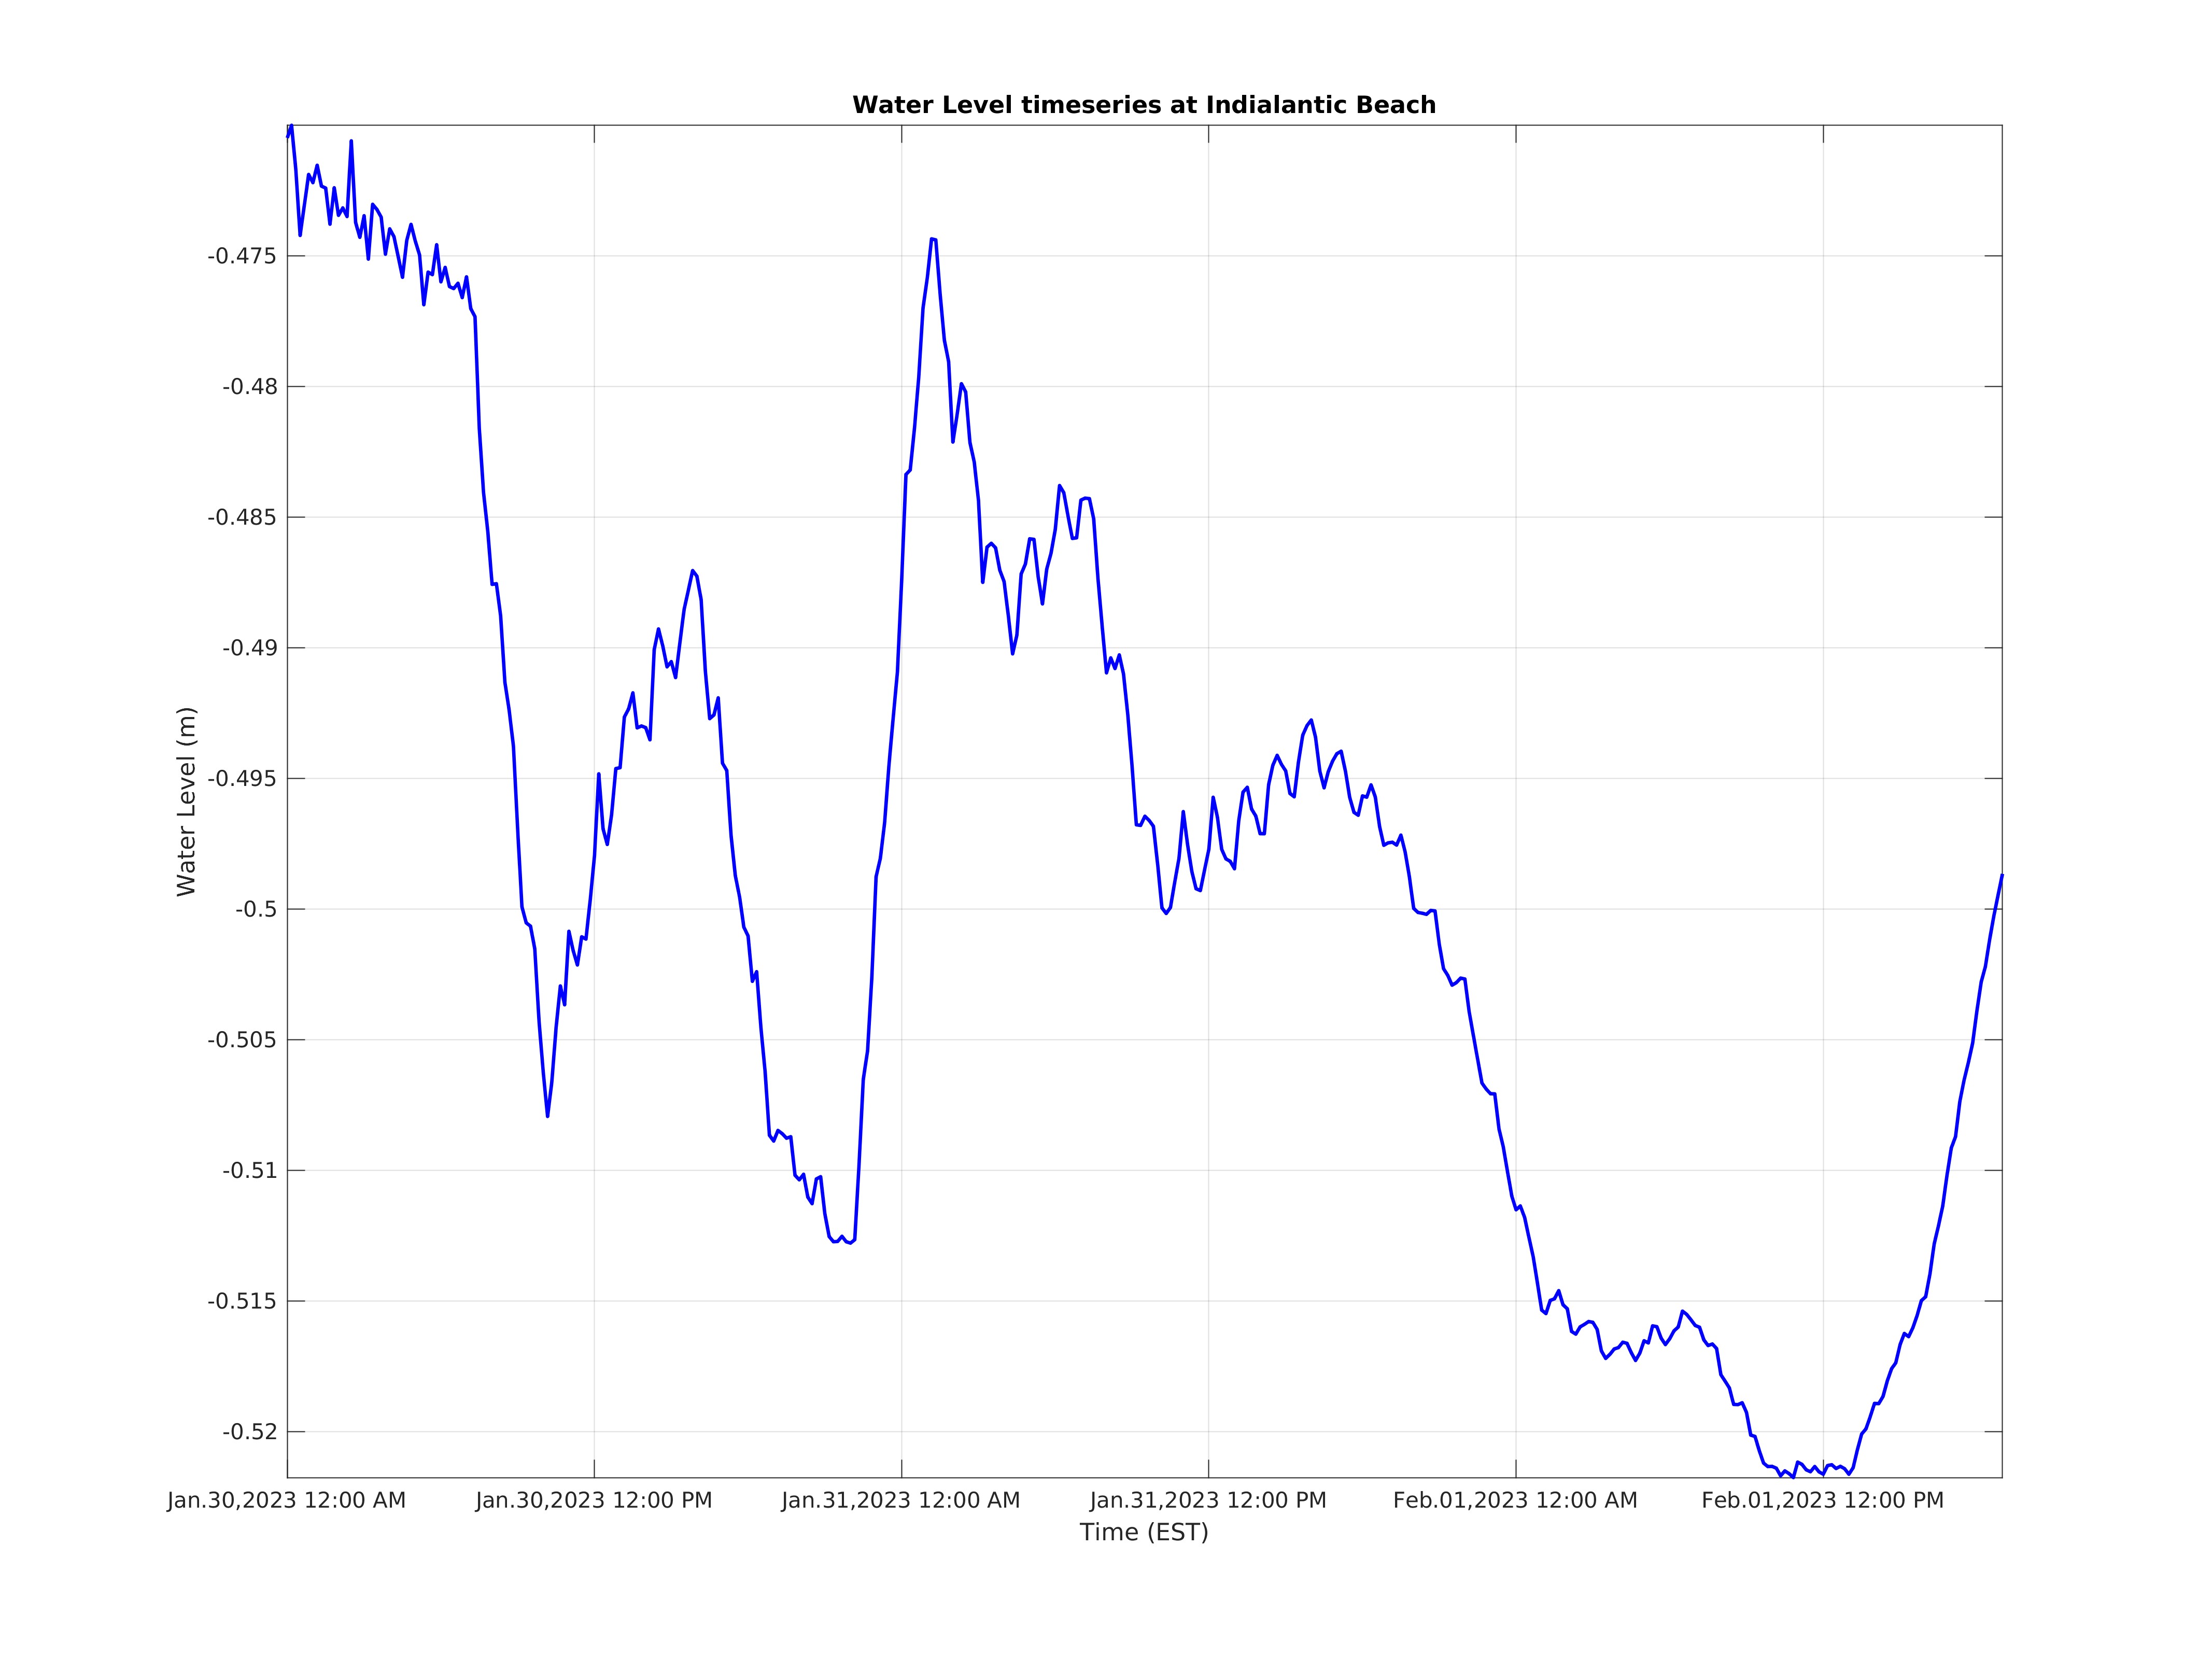 Water Level timeseries at Indialantic Beach
-0.475
-0.48
-0.485
-0.49
-0.495
-0.5
-0.505
-0.51
-0.515
-0.52
Water Level (m)
Jan.30,2023 12:00 AM
Jan.30,2023 12:00 PM
Jan.31,2023 12:00 AM
Jan.31,2023 12:00 PM
Feb.01,2023 12:00 AM
Feb.01,2023 12:00 PM
Time (EST)